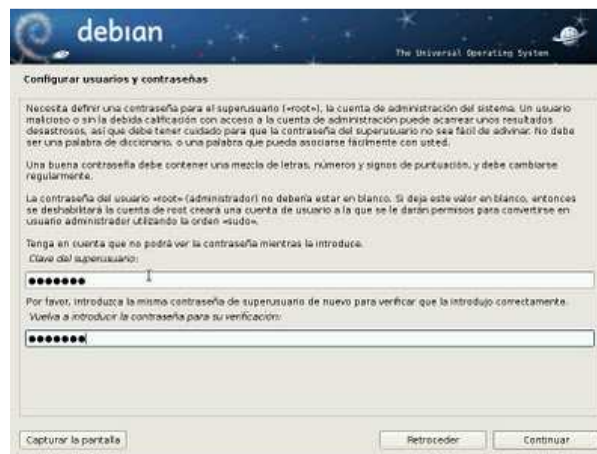 debian
The Universal Operating System
Configurar usuarios y contraseñas
Necesita definir una contraseña para el superusuario («root»), la cuenta de administración del sistema. Un usuario
malicioso o sin la debida calificación con acceso a la cuenta de administración puede acarrear unos resultados
desastrosos, así que debe tener cuidado para que la contraseña del superusuario no sea fácil de adivinar. No debe
ser una palabra de diccionario, o una palabra que pueda asociarse fácilmente con usted.
Una buena contraseña debe contener una mezcla de letras, números y signos de puntuación, y debe cambiarse
regularmente.
La contraseña del usuario «root» (administrador) no debería estar en blanco. Si deja este valor en blanco, entonces
se deshabilitará la cuenta de root creará una cuenta de usuario a la que se le darán permisos para convertirse en
usuario administrador utilizando la orden «sudo».
Tenga en cuenta que no podrá ver la contraseña mientras la introduce.
Clave del superusuario:
●●●●●●●
Por favor, introduzca la misma contraseña de superusuario de nuevo para verificar que la introdujo correctamente.
Vuelva a introducir la contraseña para su verificación:
●●●●●●●
Capturar la pantalla
Retroceder
Continuar